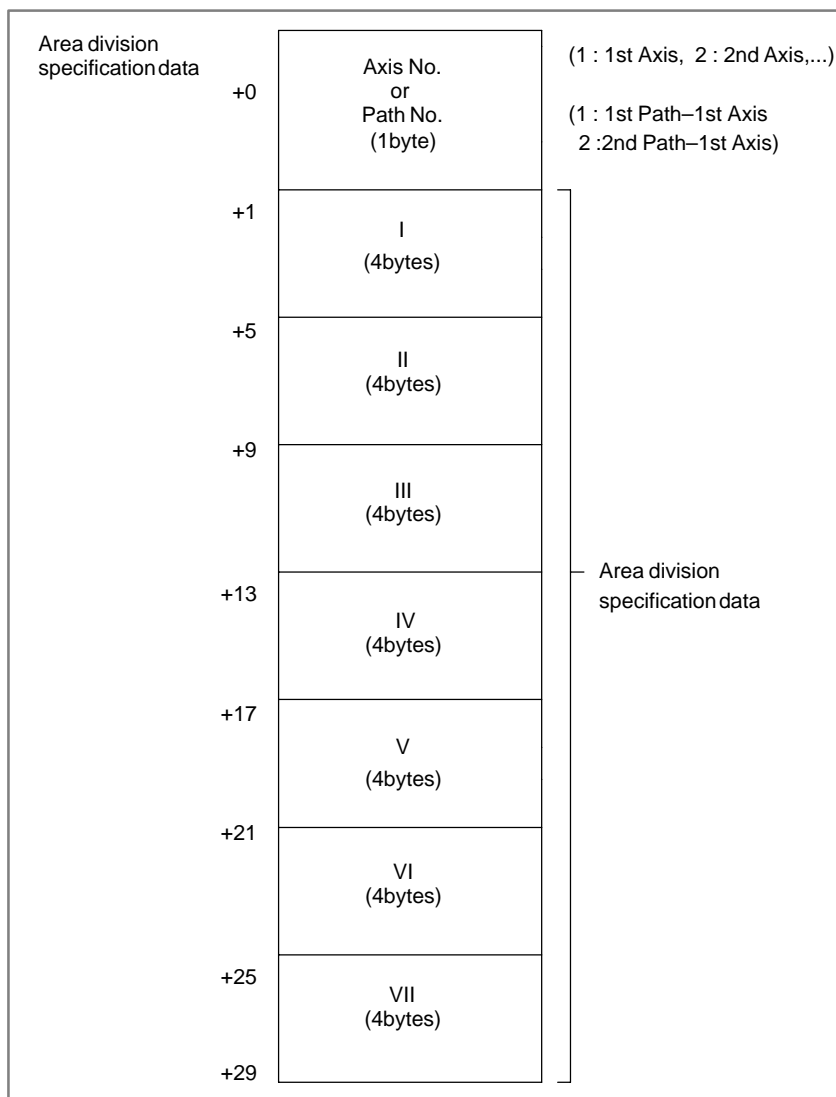 Area division
specification data
+0
Axis No.
or
Path No.
(1byte)
(1 : 1st Axis, 2 : 2nd Axis,...)
(1 : 1st Path–1st Axis
2 :2nd Path–1st Axis)
+1
I
(4bytes)
+5
II
(4bytes)
+9
III
(4bytes)
+13
IV
(4bytes)
Area division
specification data
+17
V
(4bytes)
+21
VI
(4bytes)
+25
VII
(4bytes)
+29